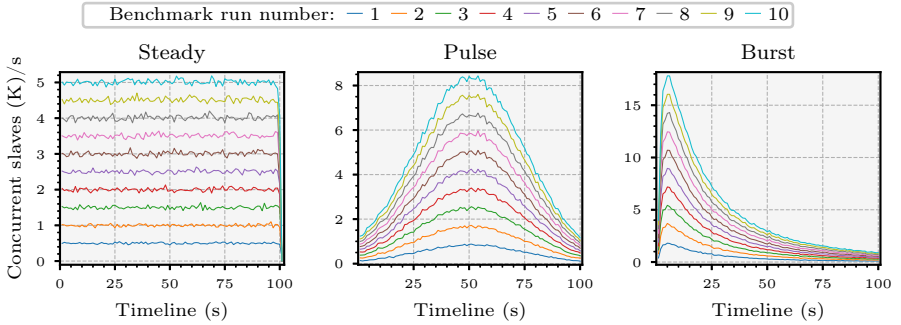 Benchmark run number: 1 2 3 4 5 6 7 8 9 10
Steady Pulse Burst
Concurrent slaves (K)/s
5
4
3
2
1
0
0 25 50 75 100
Timeline (s)
8
6
4
2
0
25 50 75 100
Timeline (s)
15
10
5
0
25 50 75 100
Timeline (s)